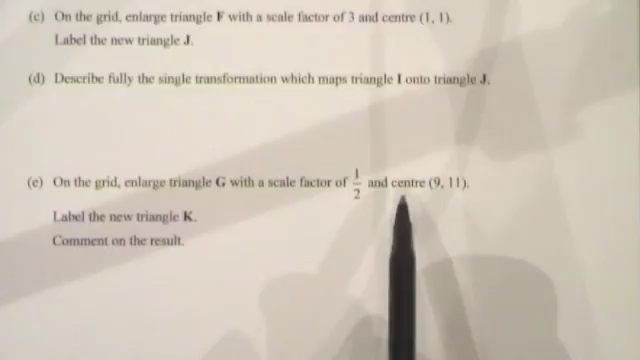 (c) On the grid, enlarge triangle F with a scale factor of 3 and centre (1, 1).
Label the new triangle J.
(d) Describe fully the single transformation which maps triangle I onto triangle J.
(e) On the grid, enlarge triangle G with a scale factor of 1/2 and centre (9, 11).
Label the new triangle K.
Comment on the result.